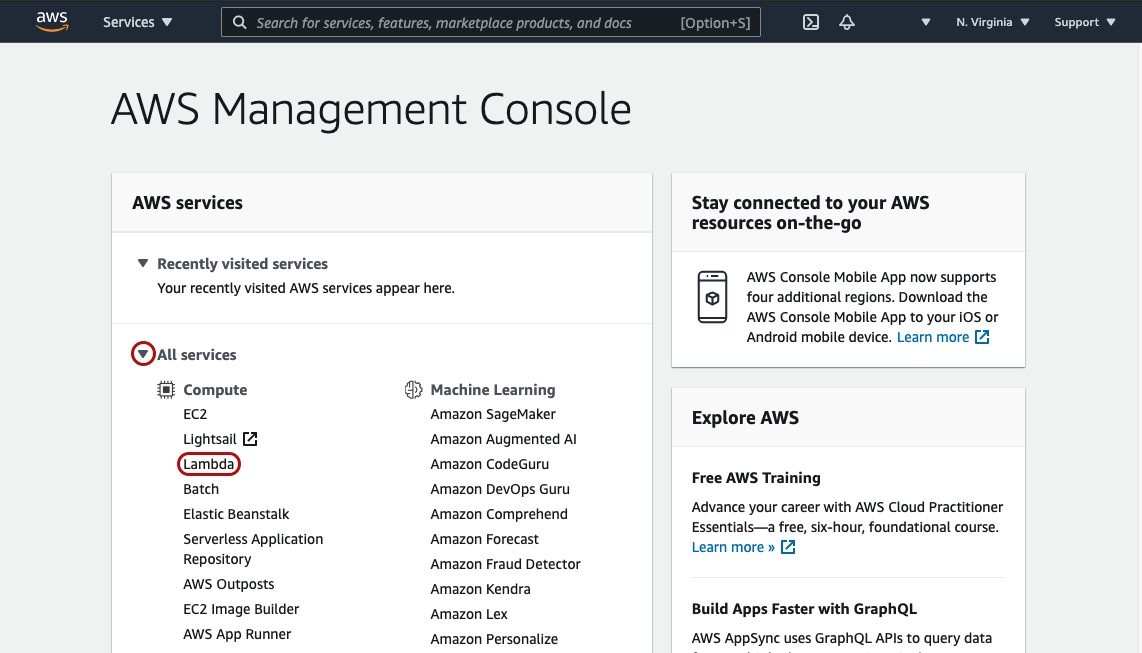 aws
Services
Search for services, features, marketplace products, and docs [Option+S]
N. Virginia
Support
AWS Management Console
AWS services
Recently visited services
Your recently visited AWS services appear here.
All services
Compute
EC2
Lightsail
Lambda
Batch
Elastic Beanstalk
Serverless Application
Repository
AWS Outposts
EC2 Image Builder
AWS App Runner
Machine Learning
Amazon SageMaker
Amazon Augmented AI
Amazon CodeGuru
Amazon DevOps Guru
Amazon Comprehend
Amazon Forecast
Amazon Fraud Detector
Amazon Kendra
Amazon Lex
Amazon Personalize
Stay connected to your AWS
resources on-the-go
AWS Console Mobile App now supports
four additional regions. Download the
AWS Console Mobile App to your iOS or
Android mobile device. Learn more
Explore AWS
Free AWS Training
Advance your career with AWS Cloud Practitioner
Essentials—a free, six-hour, foundational course.
Learn more »
Build Apps Faster with GraphQL
AWS AppSync uses GraphQL APIs to query data